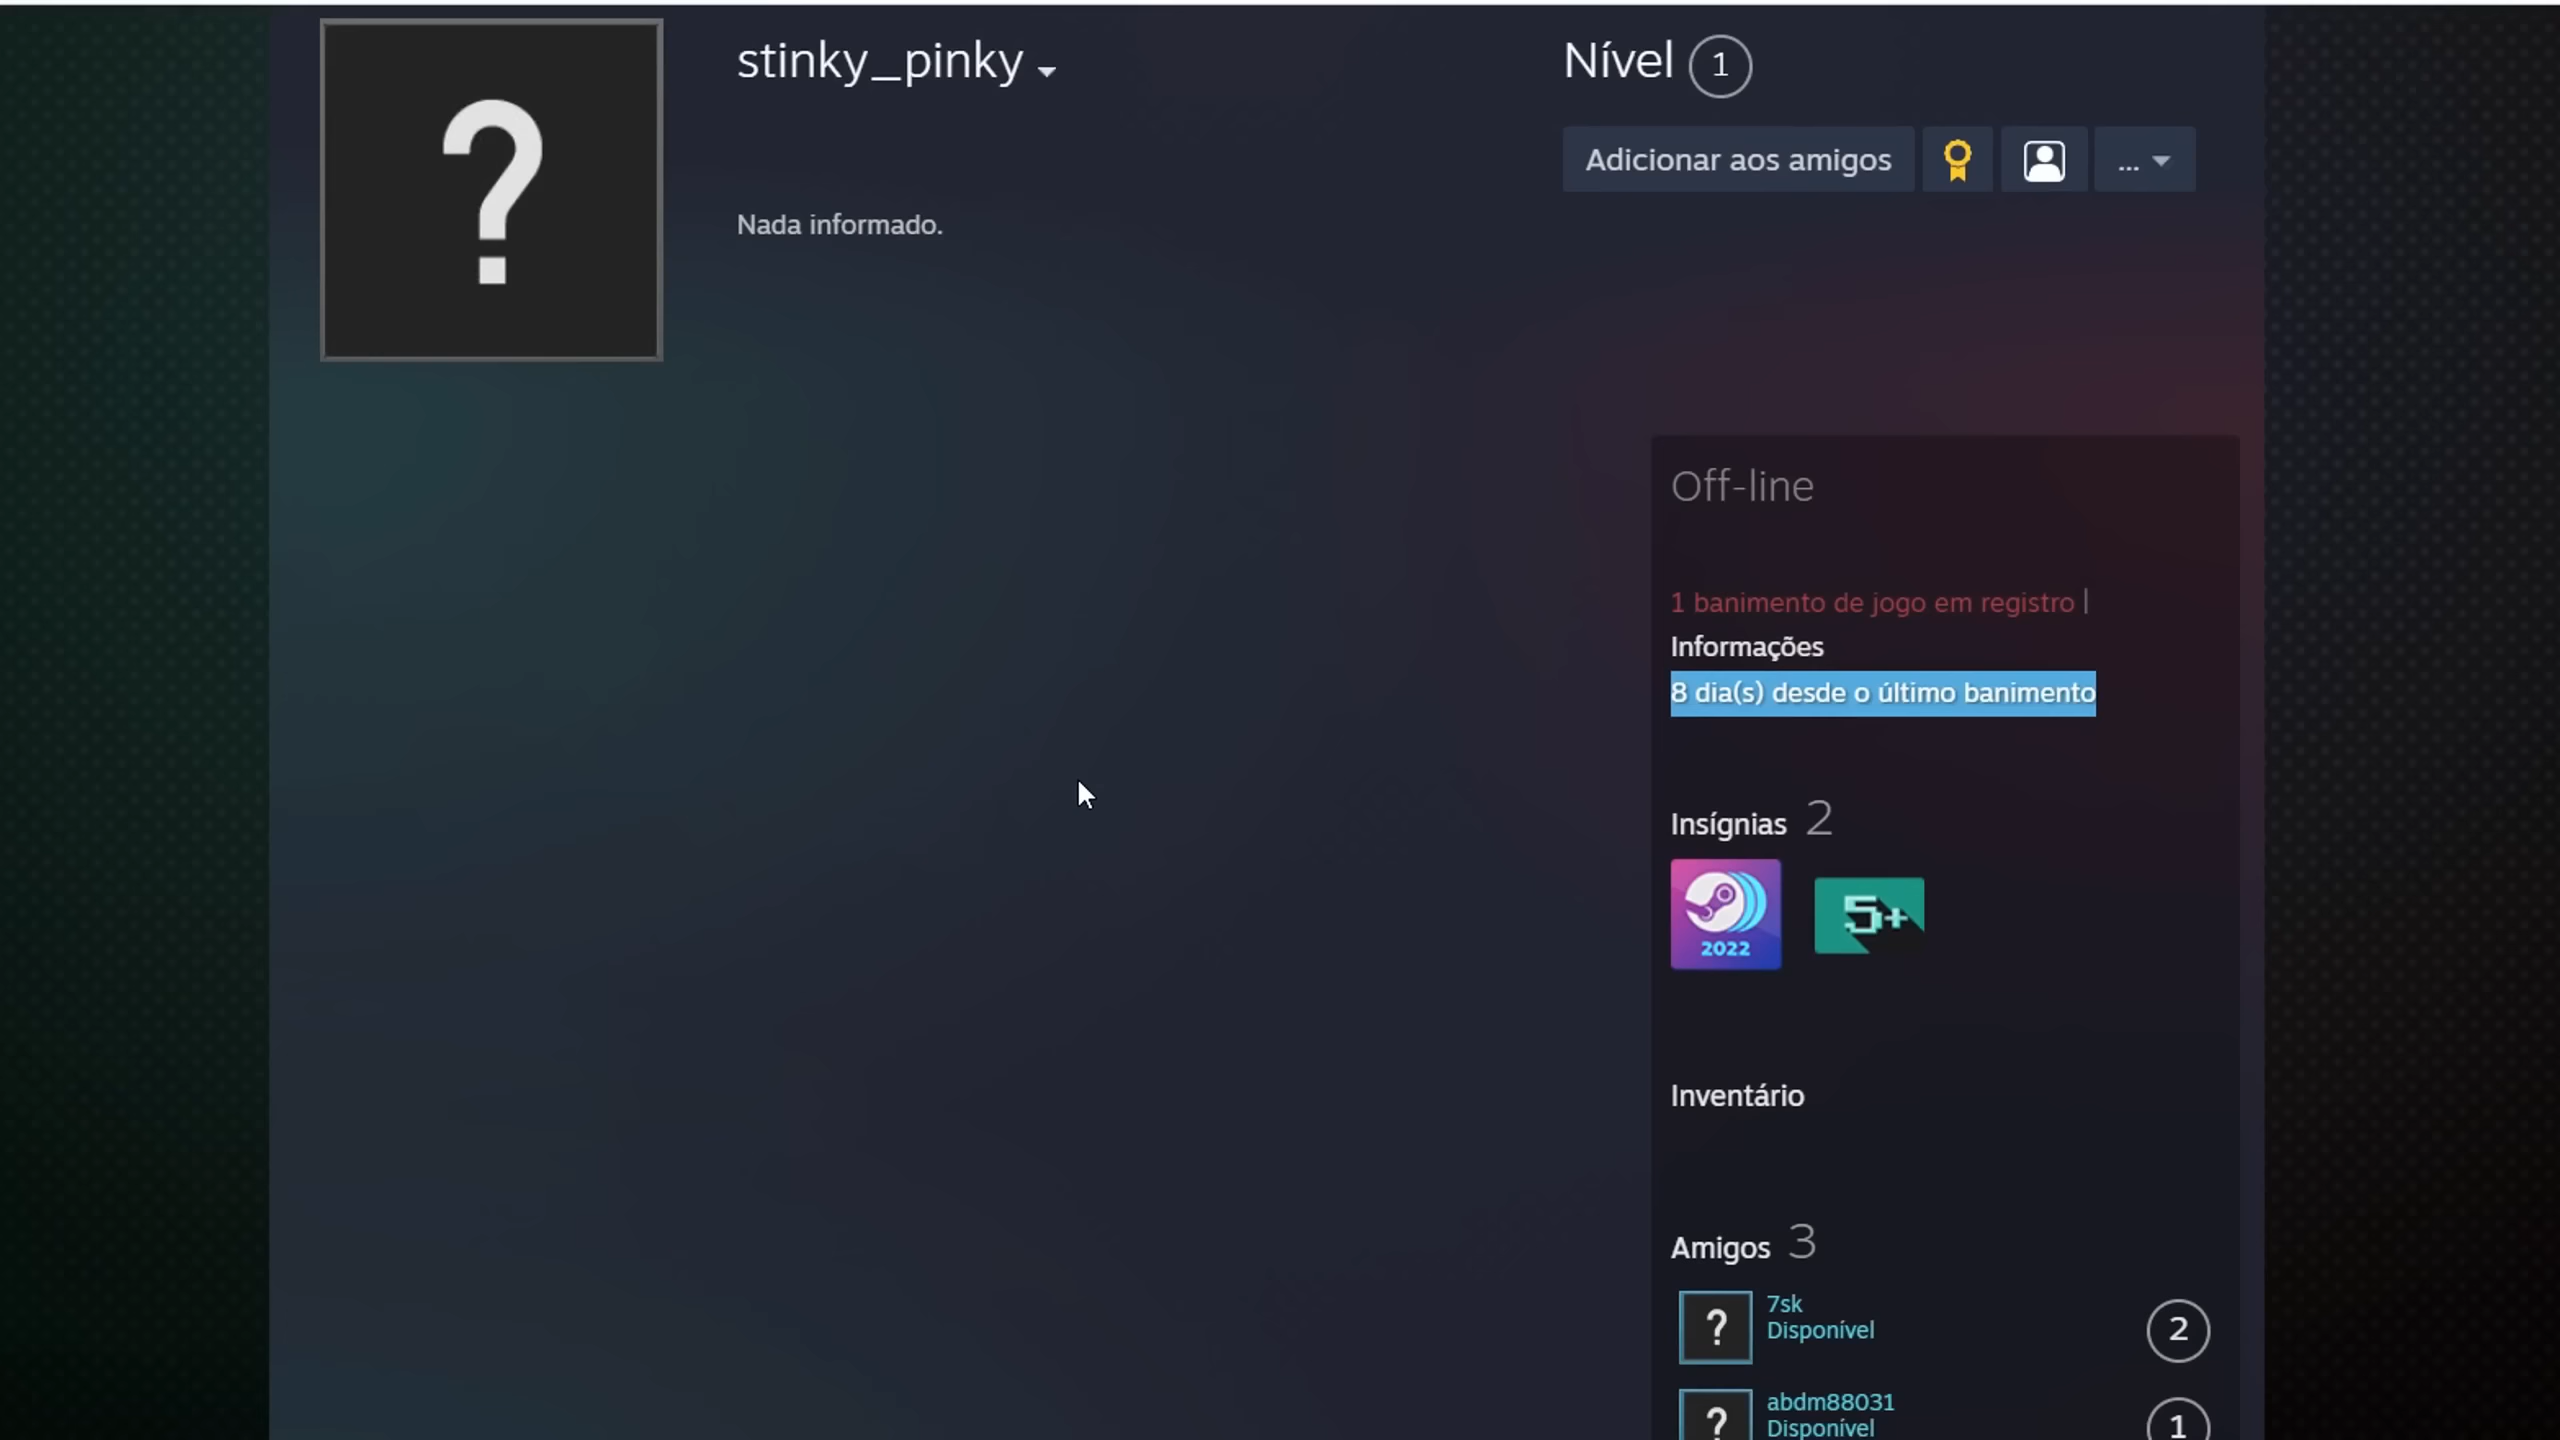 stinky_pinky
Nível 1
Adicionar aos amigos
...
Nada informado.
Off-line
1 banimento de jogo em registro |
Informações
8 dia(s) desde o último banimento
Insígnias 2
2022
5+
Inventário
Amigos 3
7sk
Disponível
2
abdm88031
Disponível
1